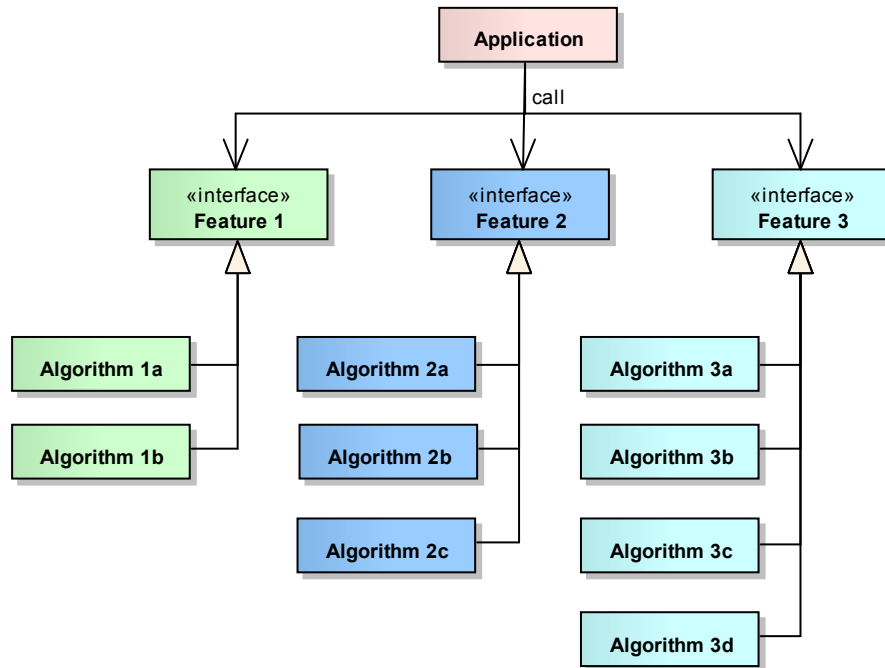 Application
call
«interface»
Feature 1
«interface»
Feature 2
«interface»
Feature 3
Algorithm 1a
Algorithm 2a
Algorithm 3a
Algorithm 1b
Algorithm 2b
Algorithm 3b
Algorithm 2c
Algorithm 3c
Algorithm 3d